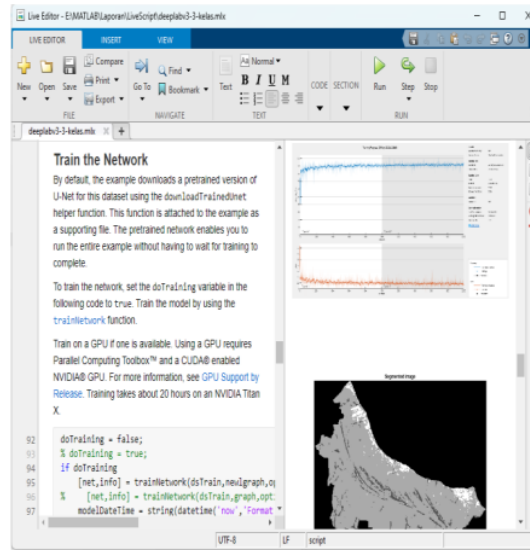 Live Editor - E:\MATLAB\Laporan\LiveScript\deeplabv3-3-kelas.mlx
LIVE EDITOR INSERT VIEW
New Open Save
Compare
Print
Export
Go To
Find
Bookmark
Text
Normal
B I U M
CODE SECTION
Run Step Stop
FILE NAVIGATE TEXT RUN
deeplabv3-3-kelas.mlx
Train the Network
By default, the example downloads a pretrained version of
U-Net for this dataset using the downloadTrainedUnet
helper function. This function is attached to the example as
a supporting file. The pretrained network enables you to
run the entire example without having to wait for training to
complete.
To train the network, set the doTraining variable in the
following code to true. Train the model by using the
trainNetwork function.
Train on a GPU if one is available. Using a GPU requires
Parallel Computing Toolbox™ and a CUDA® enabled
NVIDIA® GPU. For more information, see GPU Support by
Release. Training takes about 20 hours on an NVIDIA Titan
X.
92 doTraining = false;
93 % doTraining = true;
94 if doTraining
95 [net,info] = trainNetwork(dsTrain,newlgraph,op
96 % [net,info] = trainNetwork(dsTrain,graph,opti
97 modelDateTime = string(datetime('now','Format
Segmented Image
UTF-8 LF script